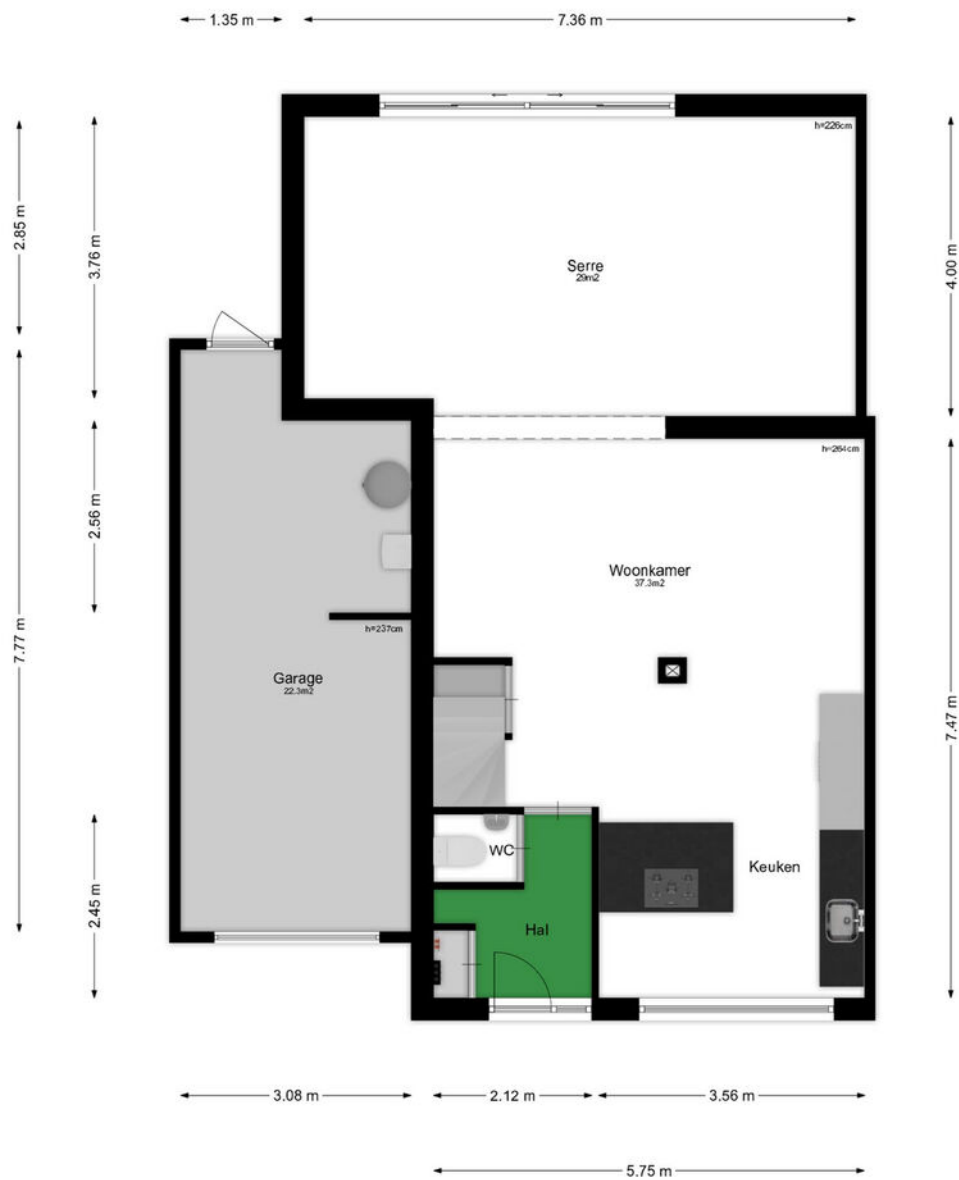 1.35 m
7.36 m
h=226cm
2.85 m
3.76 m
4.00 m
Serre
29m2
h=264cm
2.56 m
Woonkamer
37.3m2
h=237cm
7.77 m
Garage
22.3m2
7.47 m
WC
Keuken
2.45 m
Hal
3.08 m
2.12 m
3.56 m
5.75 m